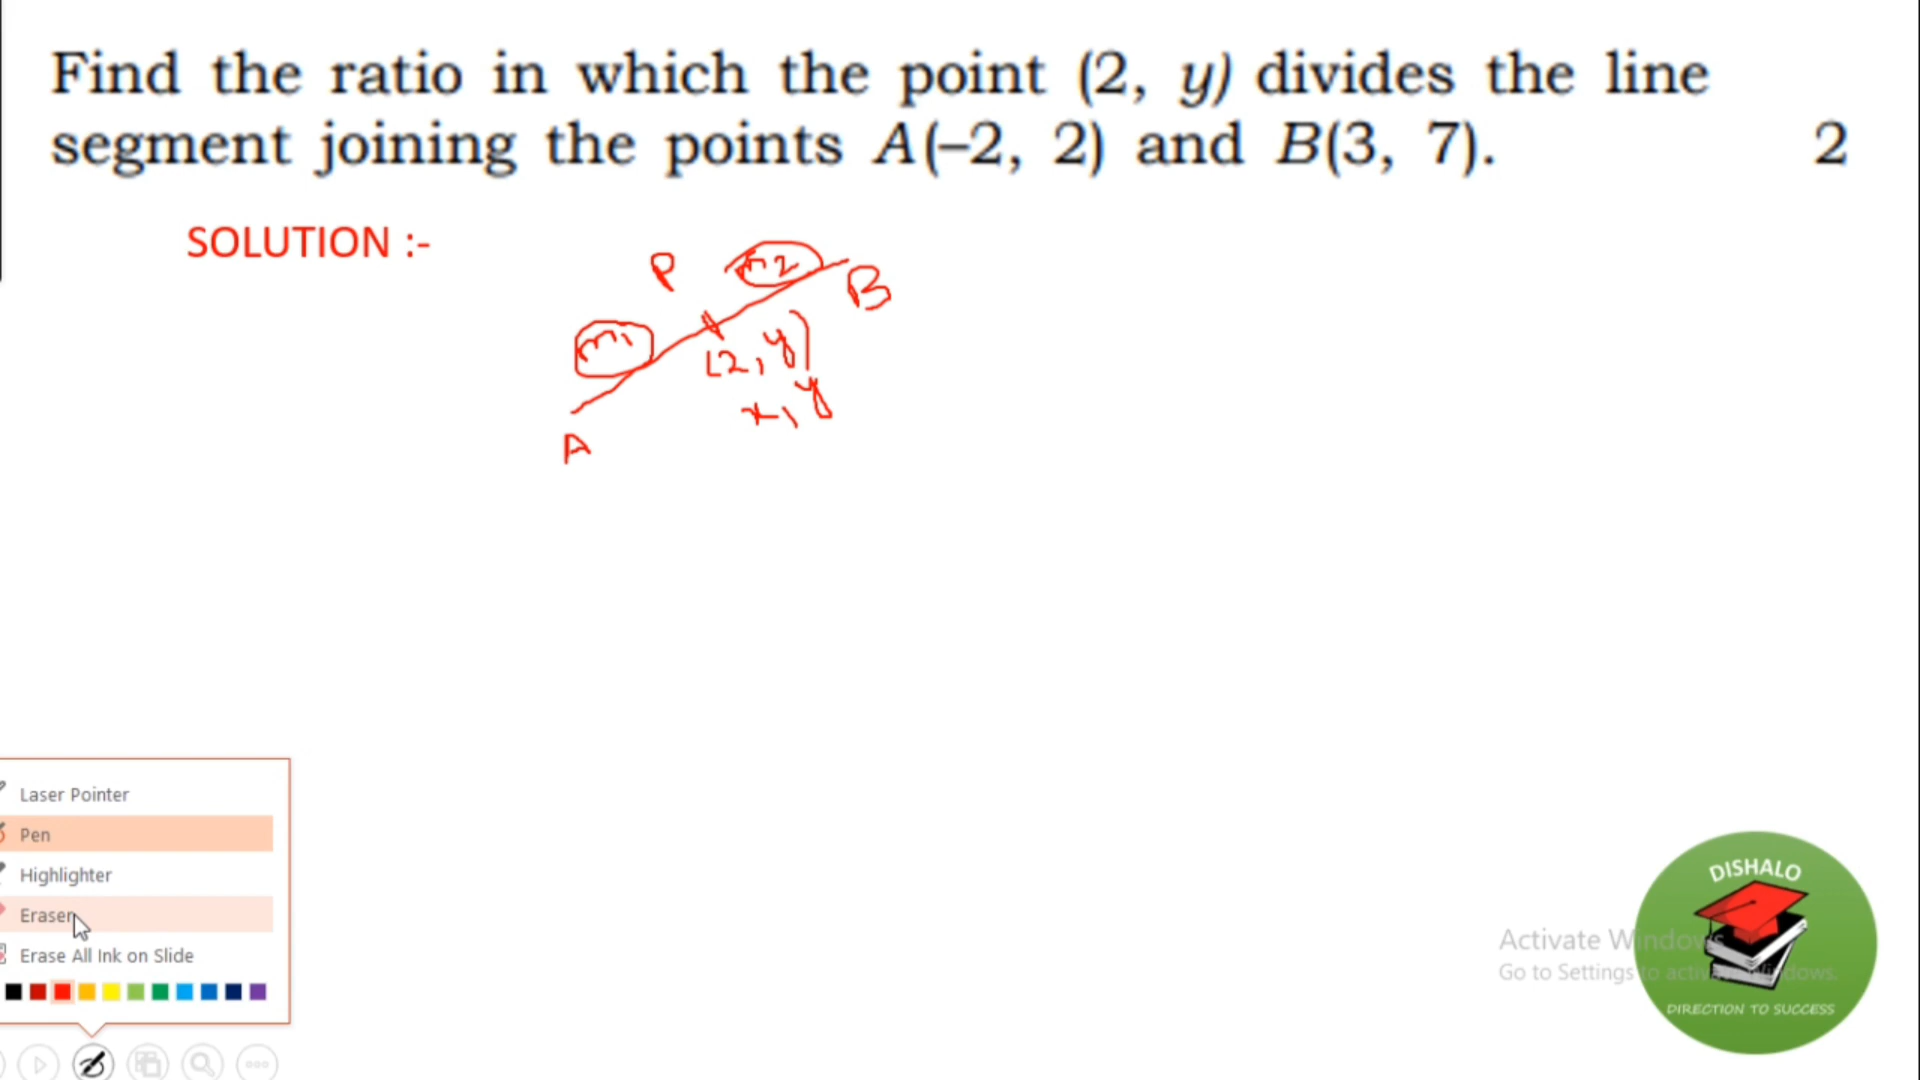 Find the ratio in which the point (2, y) divides the line
segment joining the points A(–2, 2) and B(3, 7). 2
SOLUTION :-
P
m2
B
m1
(2, y)
x, y
A
Laser Pointer
Pen
Highlighter
Eraser
Erase All Ink on Slide
DISHALO
Activate Windows
Go to Settings to activate Windows.
DIRECTION TO SUCCESS